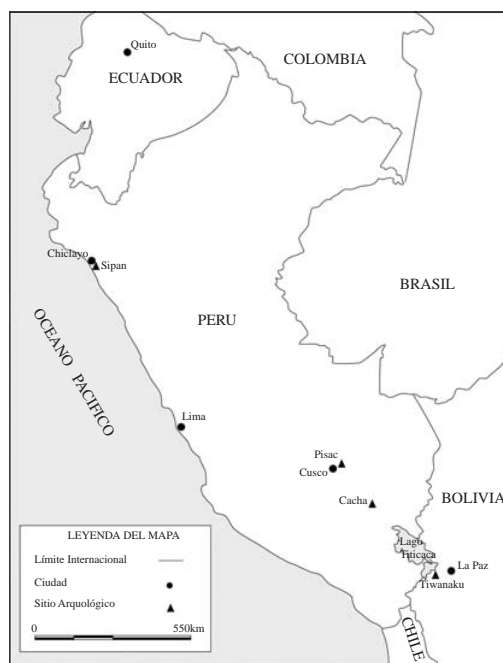 Quito
ECUADOR
COLOMBIA
Chiclayo
Sipan
BRASIL
PERU
OCEANO PACIFICO
Lima
Pisac
Cusco
Cacha
BOLIVIA
Lago
Titicaca
La Paz
Tiwanaku
CHILE
LEYENDA DEL MAPA
Límite Internacional
Ciudad
Sitio Arqueológico
0 550km